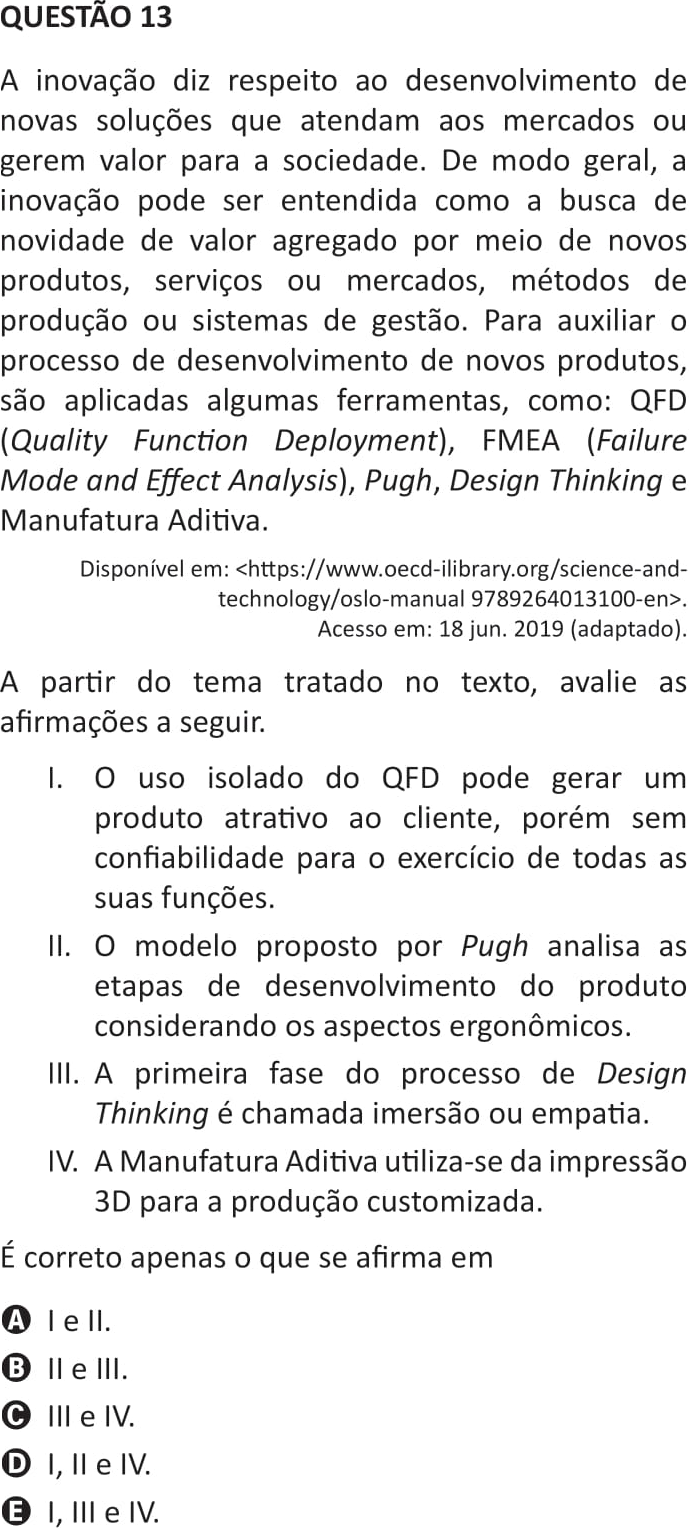 QUESTÃO 13
A inovação diz respeito ao desenvolvimento de
novas soluções que atendam aos mercados ou
gerem valor para a sociedade. De modo geral, a
inovação pode ser entendida como a busca de
novidade de valor agregado por meio de novos
produtos, serviços ou mercados, métodos de
produção ou sistemas de gestão. Para auxiliar o
processo de desenvolvimento de novos produtos,
são aplicadas algumas ferramentas, como: QFD
(Quality Function Deployment), FMEA (Failure
Mode and Effect Analysis), Pugh, Design Thinking e
Manufatura Aditiva.
Disponível em: <https://www.oecd-ilibrary.org/science-and-
technology/oslo-manual 9789264013100-en>.
Acesso em: 18 jun. 2019 (adaptado).
A partir do tema tratado no texto, avalie as
afirmações a seguir.
I. O uso isolado do QFD pode gerar um
produto atrativo ao cliente, porém sem
confiabilidade para o exercício de todas as
suas funções.
II. O modelo proposto por Pugh analisa as
etapas de desenvolvimento do produto
considerando os aspectos ergonômicos.
III. A primeira fase do processo de Design
Thinking é chamada imersão ou empatia.
IV. A Manufatura Aditiva utiliza-se da impressão
3D para a produção customizada.
É correto apenas o que se afirma em
A I e II.
B II e III.
C III e IV.
D I, II e IV.
E I, III e IV.